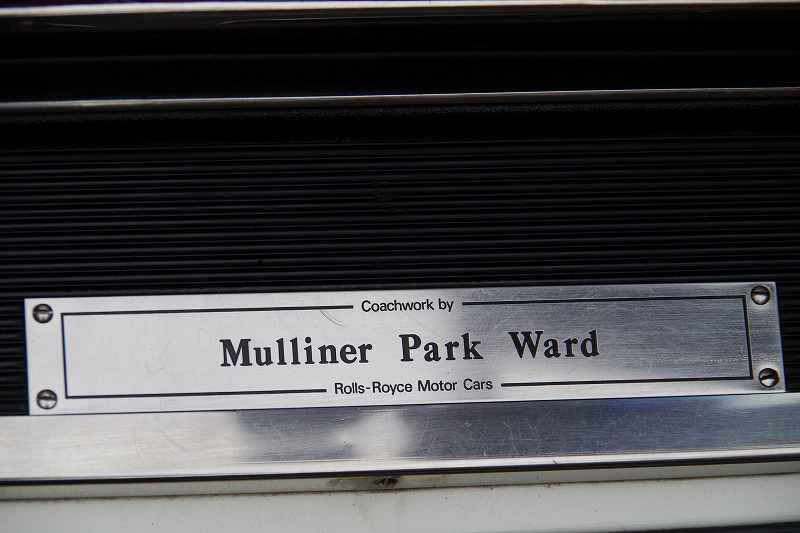 Coachwork by
Mulliner Park Ward
Rolls-Royce Motor Cars